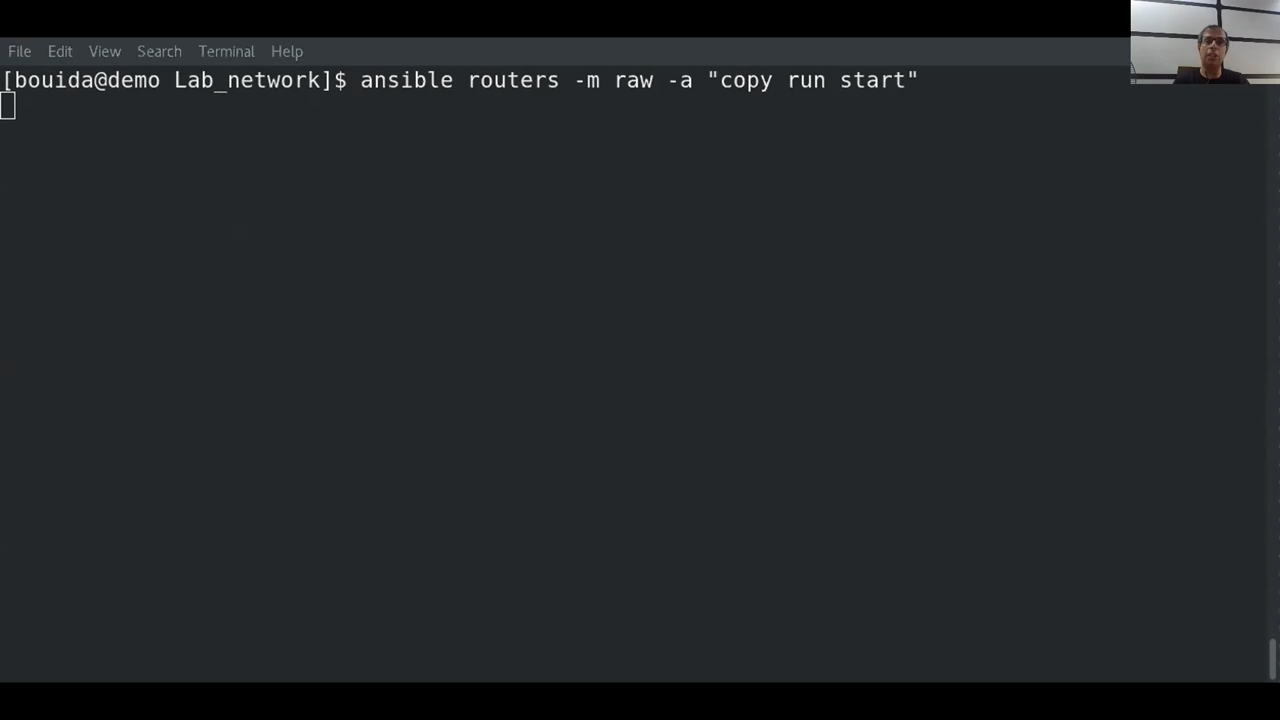 File Edit View Search Terminal Help
[bouida@demo Lab_network]$ ansible routers -m raw -a "copy run start"